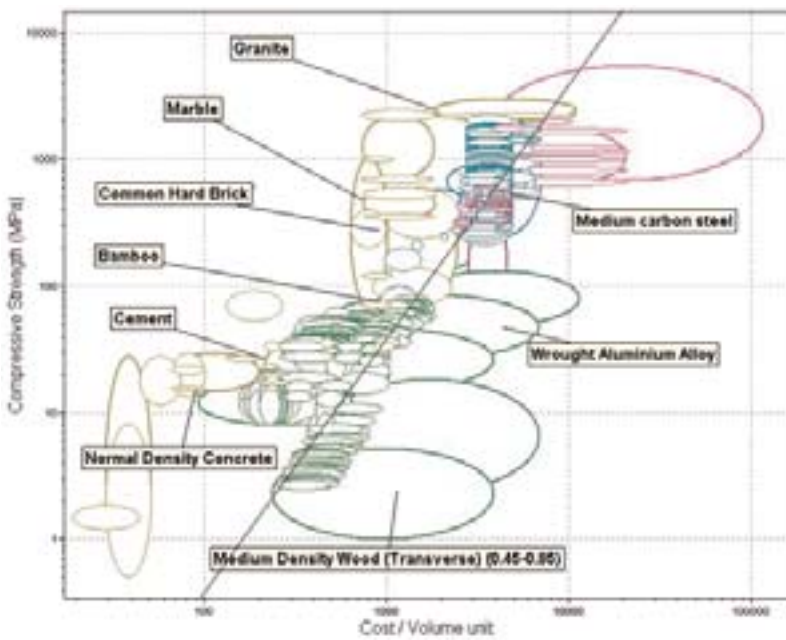 10000
Granite
Marble
1000
Common Hard Brick
Medium carbon steel
Bamboo
100
Cement
Wrought Aluminium Alloy
10
Normal Density Concrete
1
Medium Density Wood (Transverse) (0.45-0.85)
100
1000
10000
100000
Compressive Strength (MPa)
Cost / Volume unit